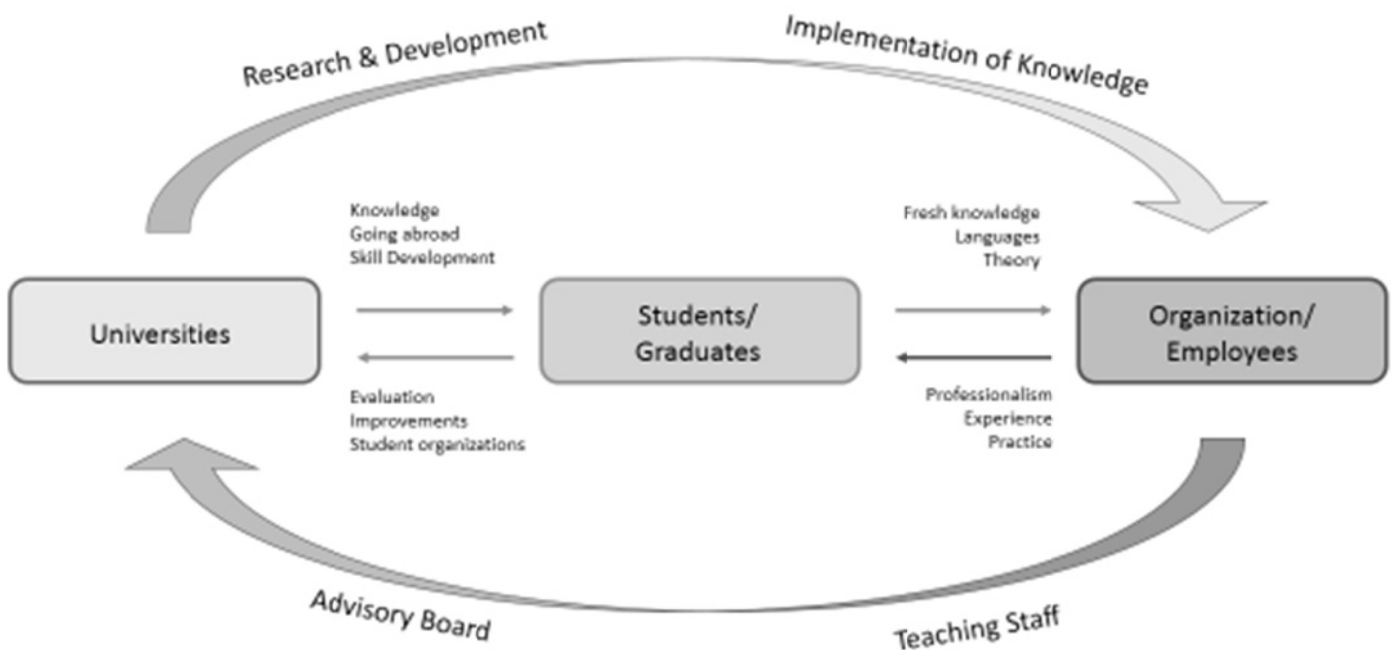 Research & Development
Implementation of Knowledge
Knowledge
Going abroad
Skill Development
Fresh knowledge
Languages
Theory
Universities
Students/
Graduates
Organization/
Employees
Evaluation
Improvements
Student organizations
Professionalism
Experience
Practice
Advisory Board
Teaching Staff